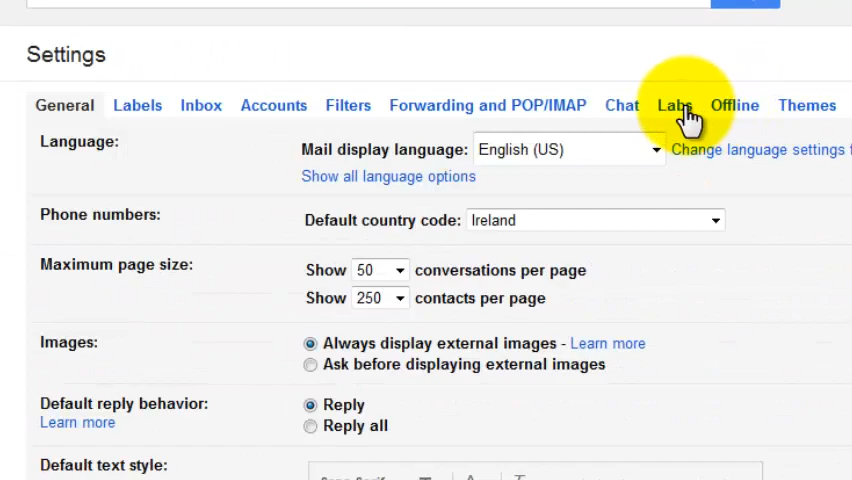 Settings
General Labels Inbox Accounts Filters Forwarding and POP/IMAP Chat Labs Offline Themes
Language:
Mail display language: English (US) Change language settings f
Show all language options
Phone numbers:
Default country code: Ireland
Maximum page size:
Show 50 conversations per page
Show 250 contacts per page
Images:
Always display external images - Learn more
Ask before displaying external images
Default reply behavior:
Reply
Learn more
Reply all
Default text style: